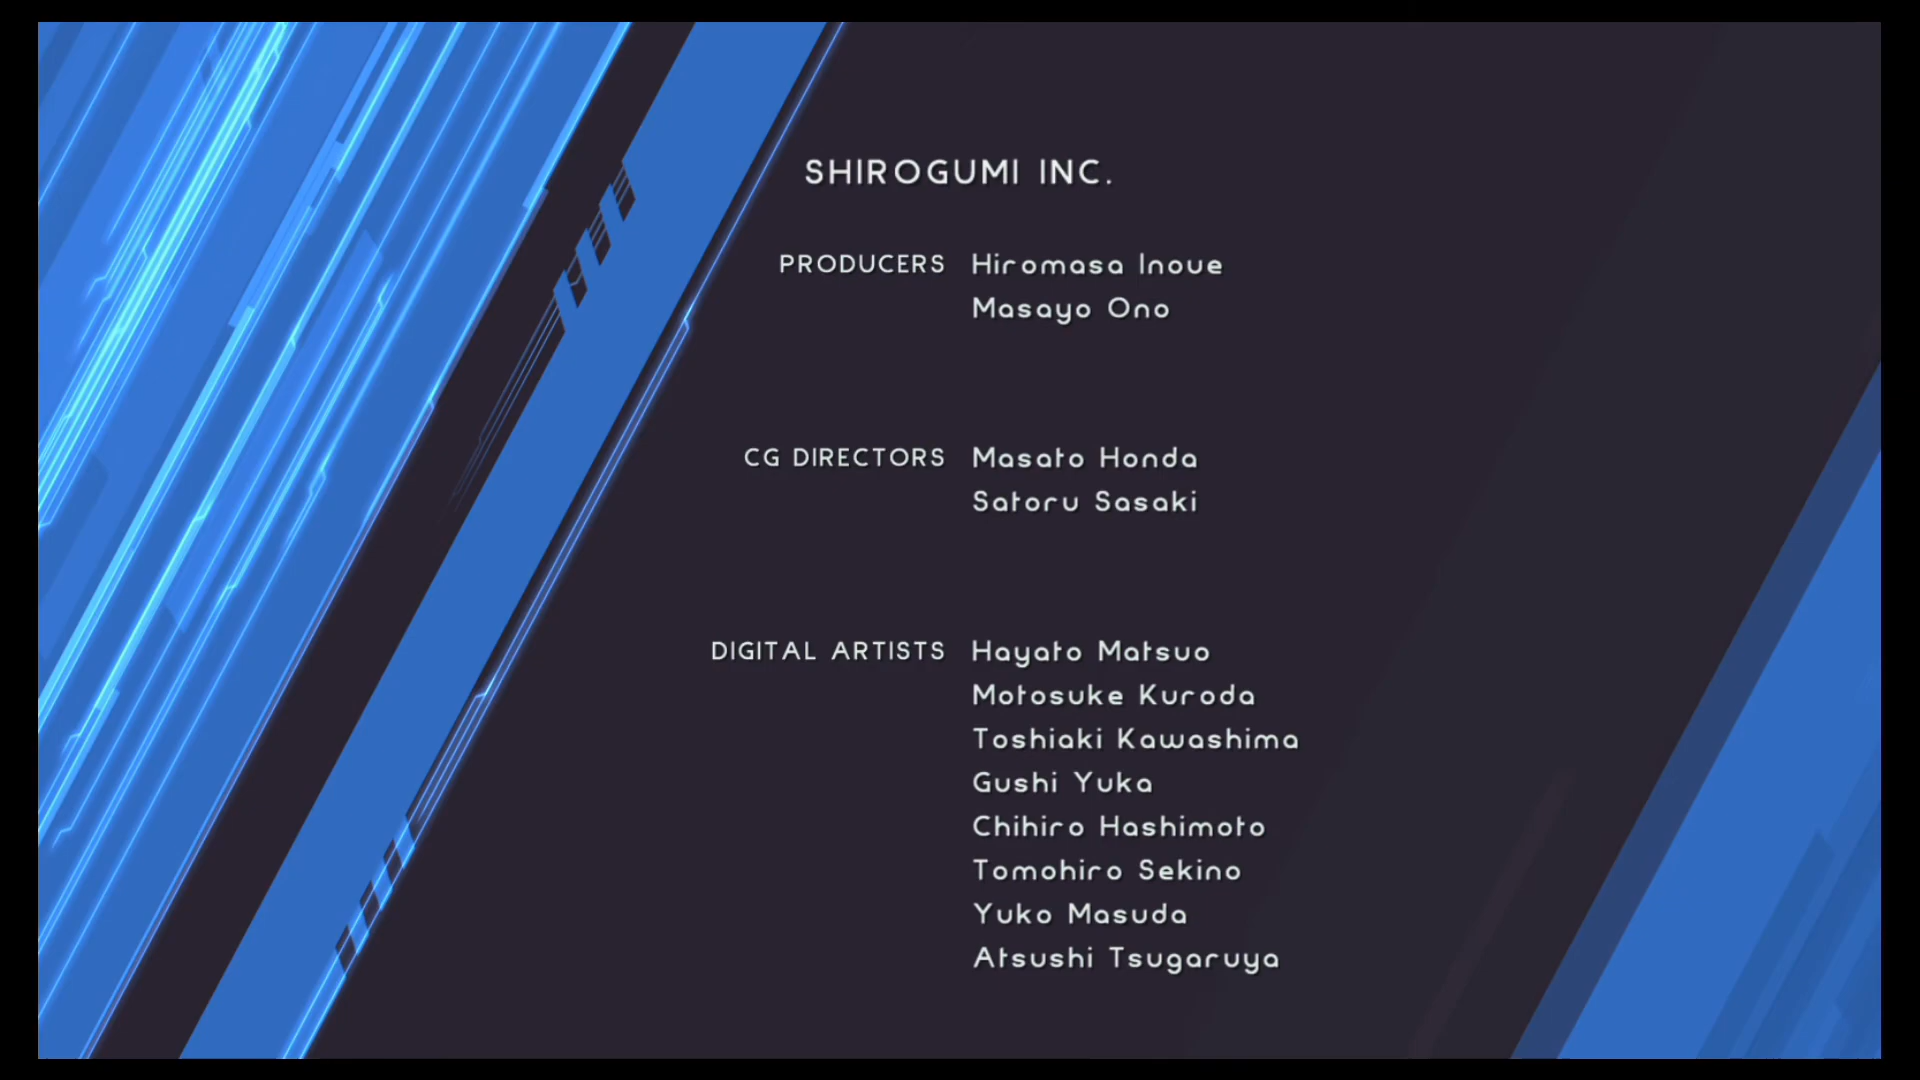 SHIROGUMI INC.
PRODUCERS Hiromasa Inoue
Masayo Ono
CG DIRECTORS Masato Honda
Satoru Sasaki
DIGITAL ARTISTS Hayato Matsuo
Motosuke Kuroda
Toshiaki Kawashima
Gushi Yuka
Chihiro Hashimoto
Tomohiro Sekino
Yuko Masuda
Atsushi Tsugaruya